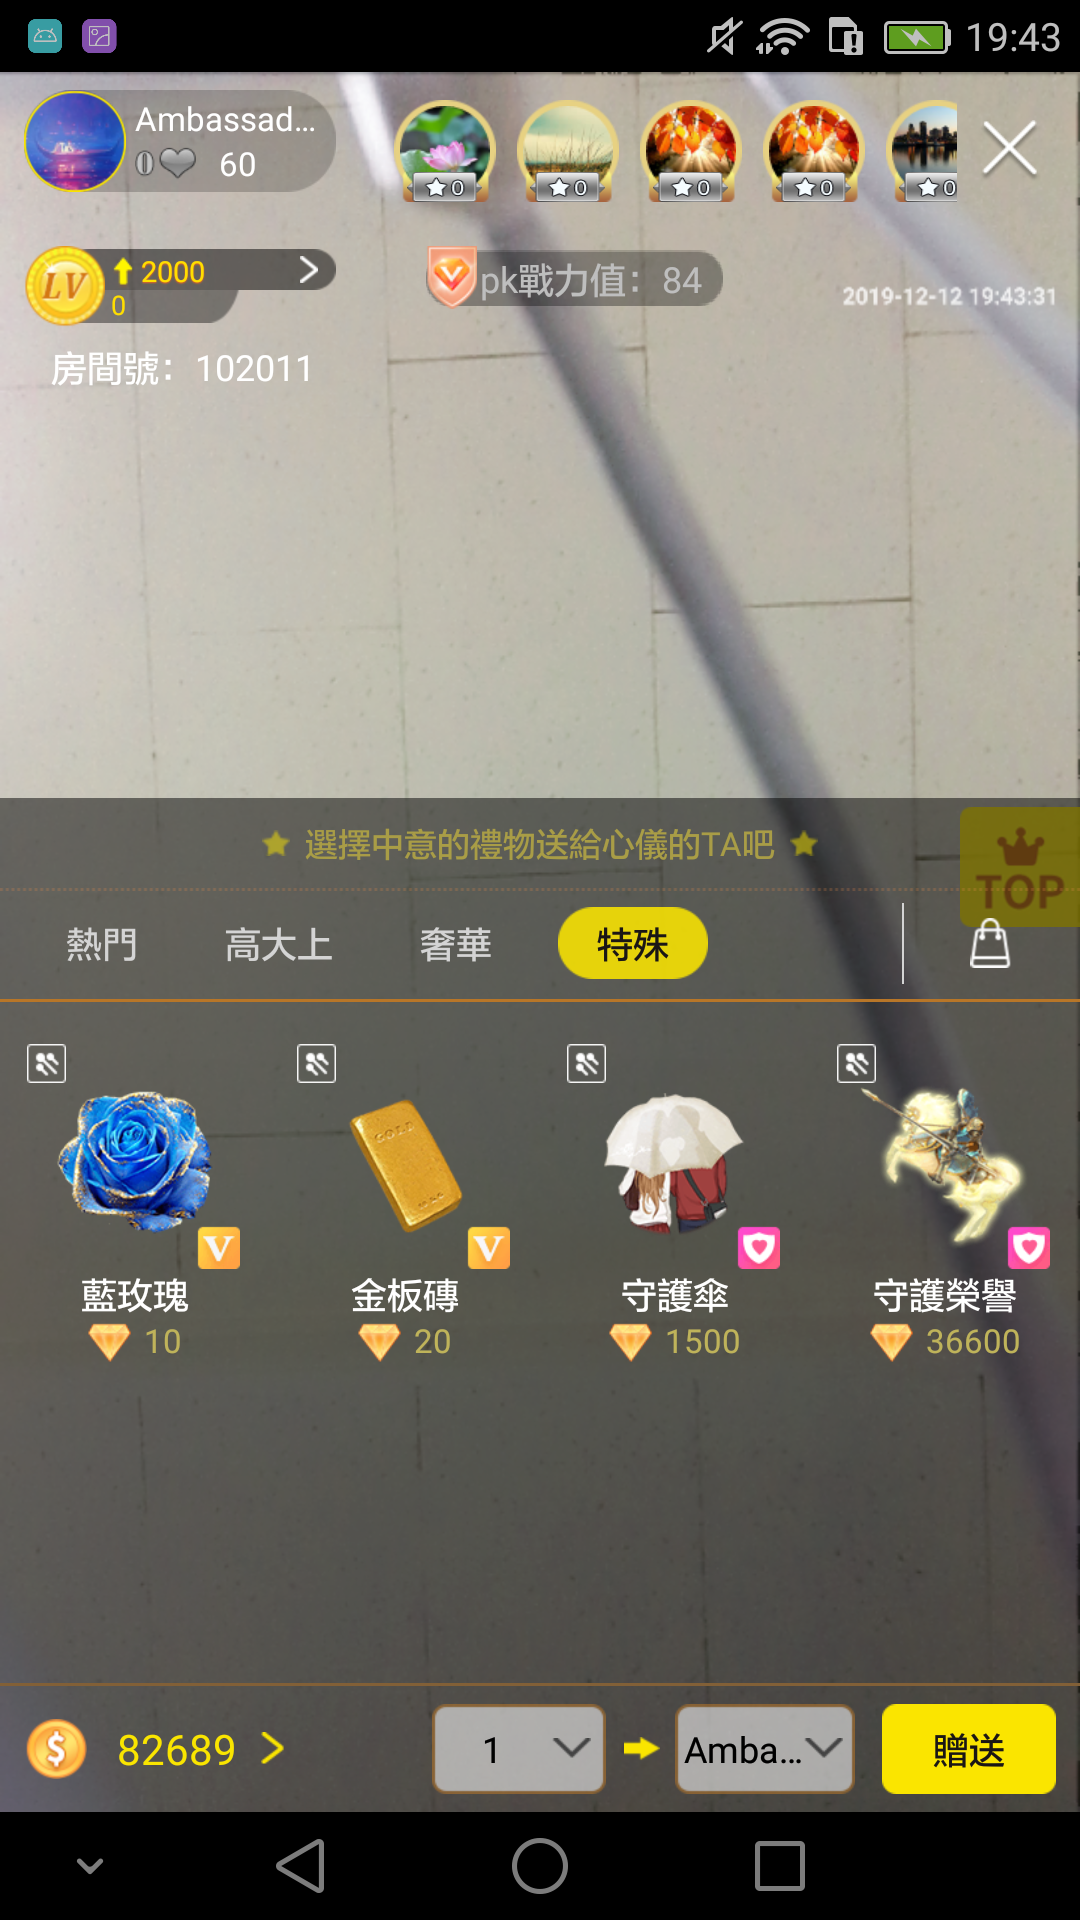 19:43
Ambassad...
0 60
0 0 0 0 0
LV 2000
0
pk戰力值：84
2019-12-12 19:43:31
房間號：102011
選擇中意的禮物送給心儀的TA吧
TOP
熱門 高大上 奢華 特殊
GOLD
V V
藍玫瑰 金板磚 守護傘 守護榮譽
10 20 1500 36600
$ 82689 1 Amba... 贈送